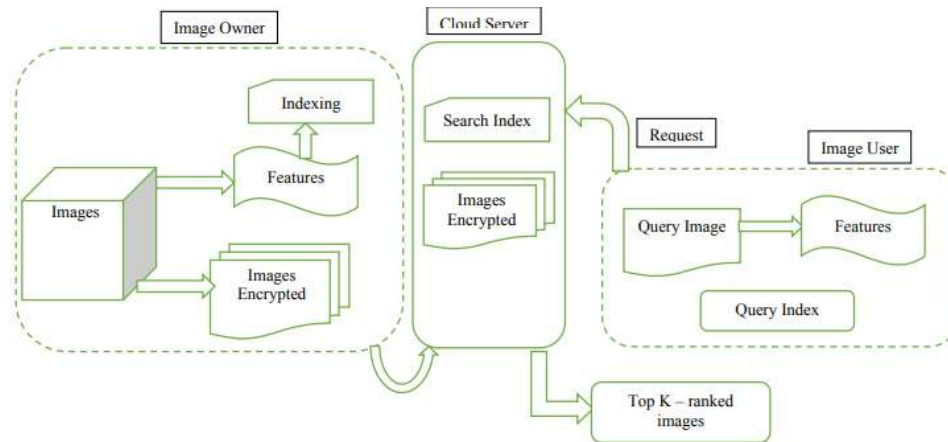 Image Owner
Indexing
Features
Images
Images
Encrypted
Cloud Server
Search Index
Images
Encrypted
Request
Image User
Query Image
Features
Query Index
Top K – ranked
images